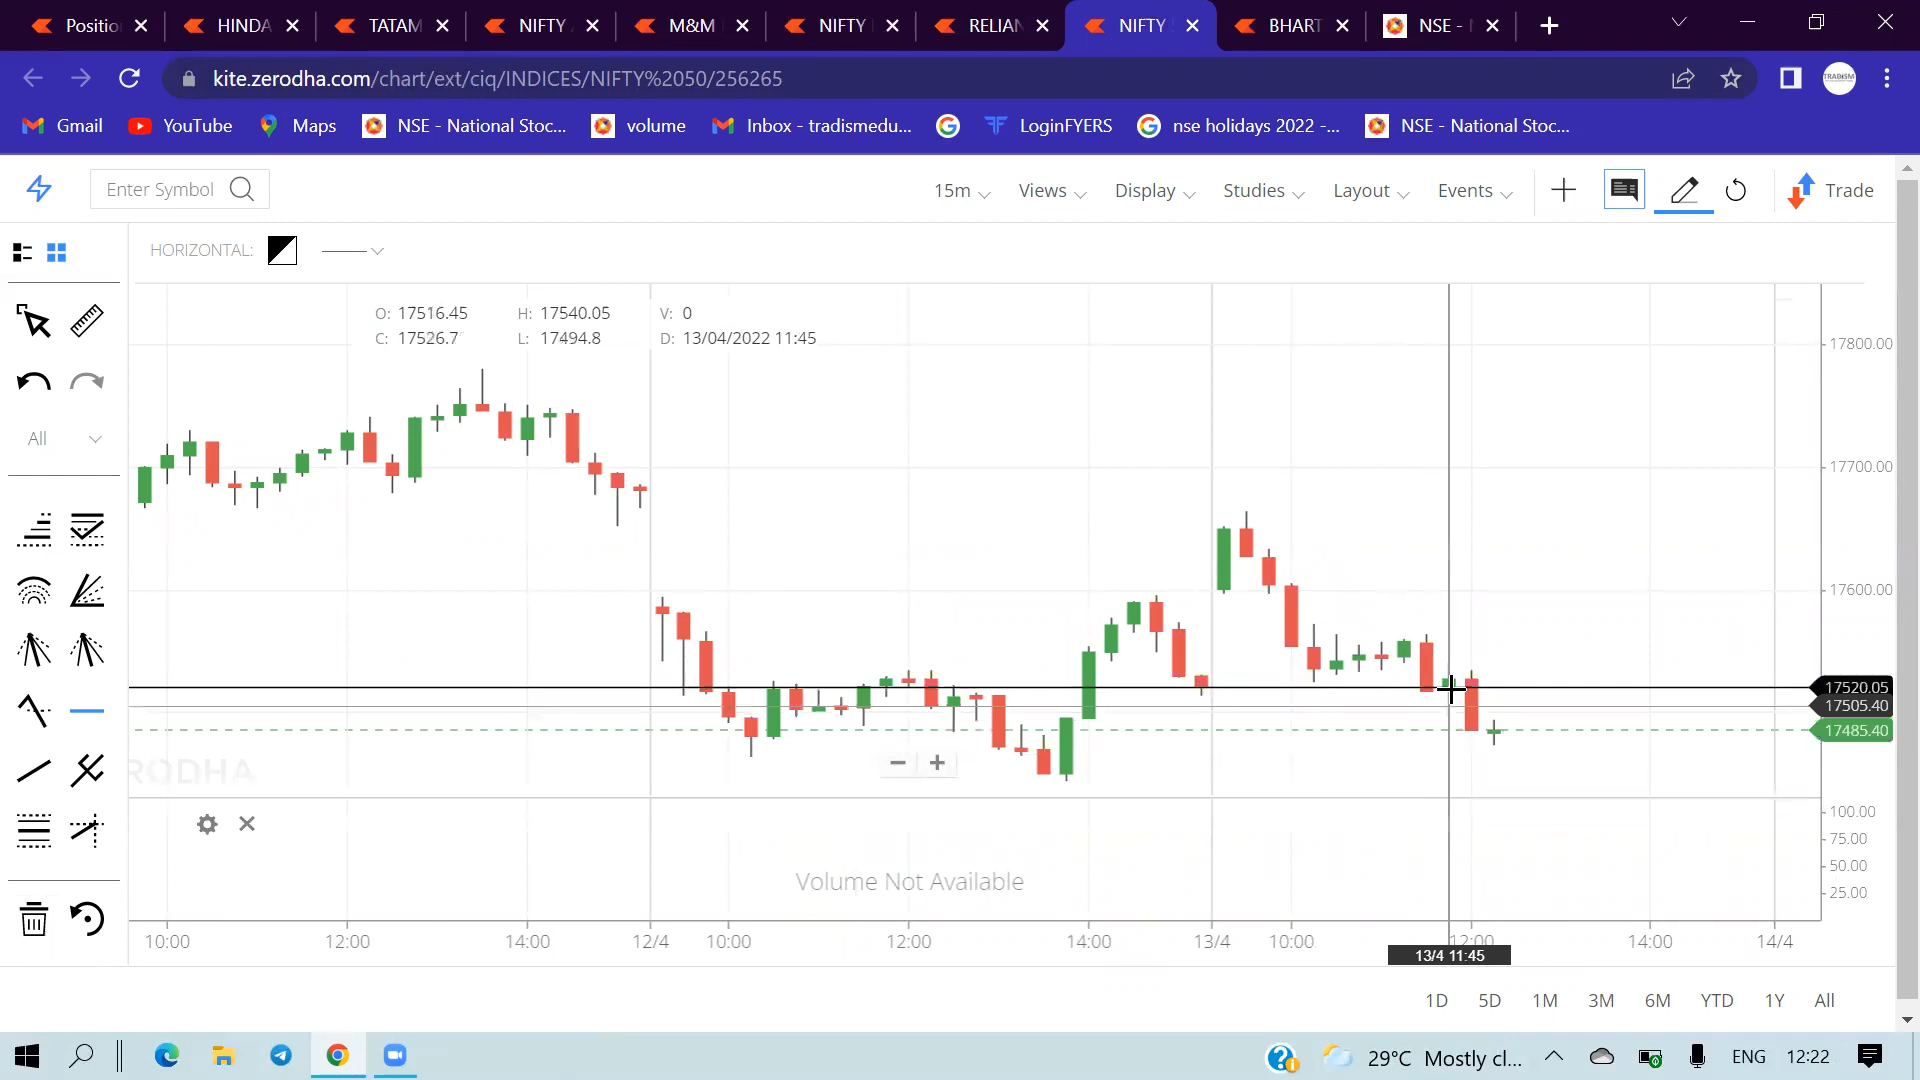 Positio
HINDA
TATAM
NIFTY
M&M
NIFTY
RELIAN
NIFTY
BHART
NSE -
kite.zerodha.com/chart/ext/ciq/INDICES/NIFTY%2050/256265
TRADISM
Gmail
YouTube
Maps
NSE - National Stoc...
volume
Inbox - tradismedu...
LoginFYERS
nse holidays 2022 -...
NSE - National Stoc...
Enter Symbol
15m
Views
Display
Studies
Layout
Events
Trade
HORIZONTAL:
O: 17516.45 H: 17540.05 V: 0
C: 17526.7 L: 17494.8 D: 13/04/2022 11:45
All
17800.00
17700.00
17600.00
17520.05
17505.40
17485.40
RODHA
100.00
75.00
50.00
25.00
Volume Not Available
10:00 12:00 14:00 12/4 10:00 12:00 14:00 13/4 10:00 12:00 14:00 14/4
13/4 11:45
1D 5D 1M 3M 6M YTD 1Y All
29°C Mostly cl...
ENG
12:22